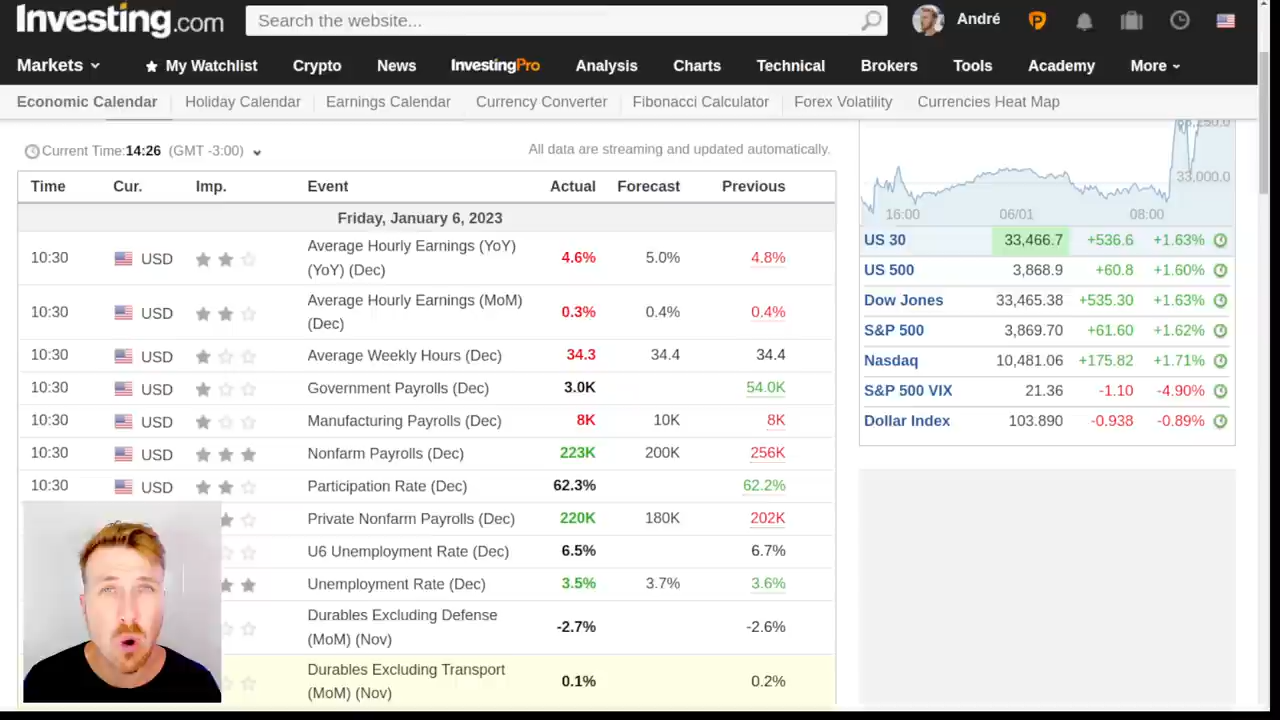 Investing.com
Search the website...
André
Markets
My Watchlist
Crypto
News
InvestingPro
Analysis
Charts
Technical
Brokers
Tools
Academy
More
Economic Calendar
Holiday Calendar
Earnings Calendar
Currency Converter
Fibonacci Calculator
Forex Volatility
Currencies Heat Map
Current Time:14:26 (GMT -3:00)
All data are streaming and updated automatically.
Time Cur. Imp. Event Actual Forecast Previous
Friday, January 6, 2023
10:30 USD Average Hourly Earnings (YoY) (YoY) (Dec) 4.6% 5.0% 4.8%
10:30 USD Average Hourly Earnings (MoM) (Dec) 0.3% 0.4% 0.4%
10:30 USD Average Weekly Hours (Dec) 34.3 34.4 34.4
10:30 USD Government Payrolls (Dec) 3.0K 54.0K
10:30 USD Manufacturing Payrolls (Dec) 8K 10K 8K
10:30 USD Nonfarm Payrolls (Dec) 223K 200K 256K
10:30 USD Participation Rate (Dec) 62.3% 62.2%
Private Nonfarm Payrolls (Dec) 220K 180K 202K
U6 Unemployment Rate (Dec) 6.5% 6.7%
Unemployment Rate (Dec) 3.5% 3.7% 3.6%
Durables Excluding Defense (MoM) (Nov) -2.7% -2.6%
Durables Excluding Transport (MoM) (Nov) 0.1% 0.2%
33,000.0
16:00 06/01 08:00
US 30 33,466.7 +536.6 +1.63%
US 500 3,868.9 +60.8 +1.60%
Dow Jones 33,465.38 +535.30 +1.63%
S&P 500 3,869.70 +61.60 +1.62%
Nasdaq 10,481.06 +175.82 +1.71%
S&P 500 VIX 21.36 -1.10 -4.90%
Dollar Index 103.890 -0.938 -0.89%